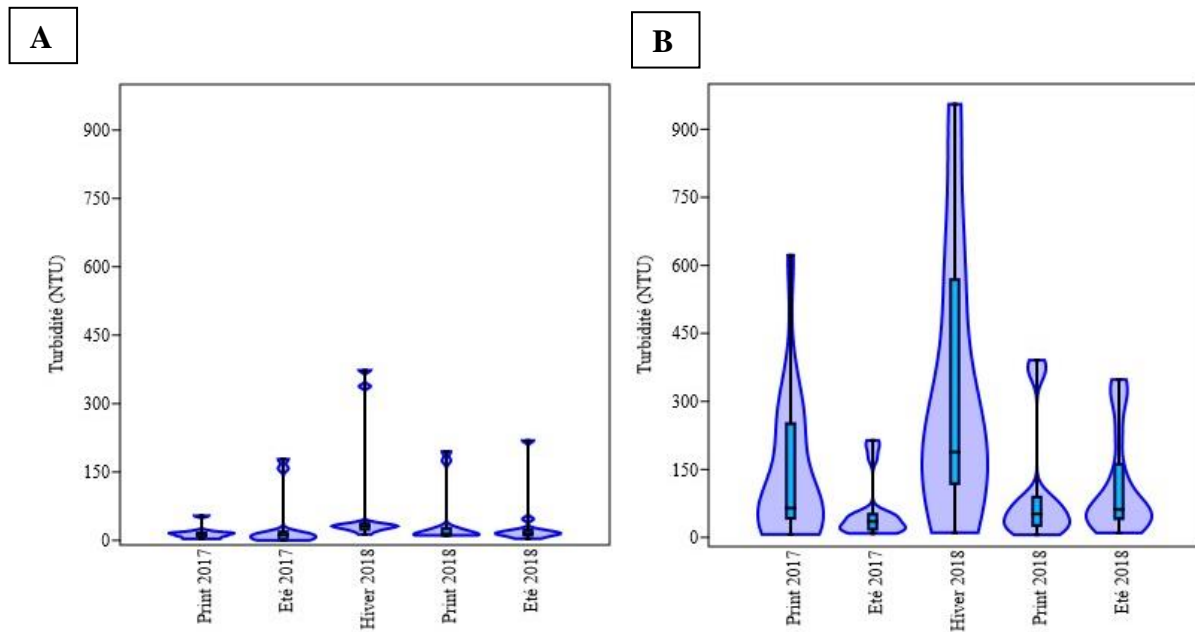 A
B
900
750
600
450
300
150
0
Turbidité (NTU)
Print 2017
Eté 2017
Hiver 2018
Print 2018
Eté 2018
900
750
600
450
300
150
0
Turbidité (NTU)
Print 2017
Eté 2017
Hiver 2018
Print 2018
Eté 2018